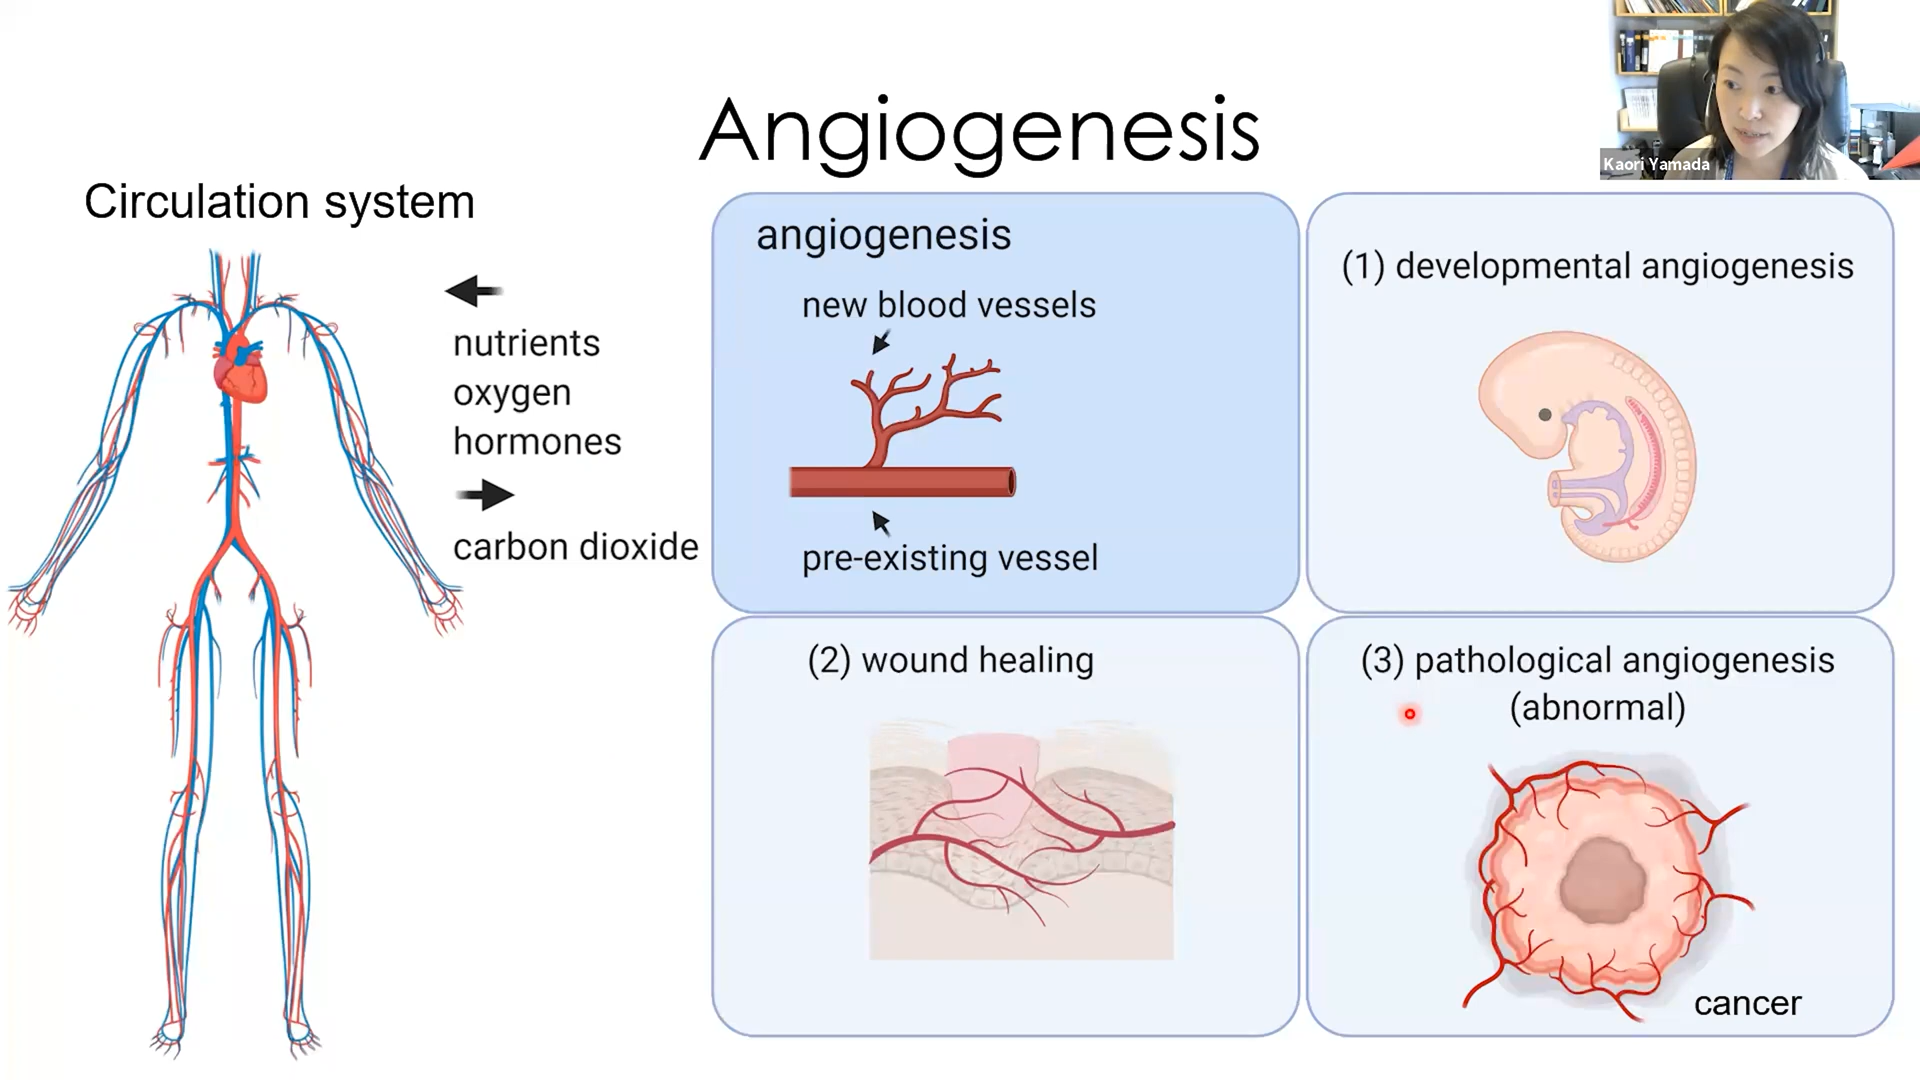 Angiogenesis
Kaori Yamada
Circulation system
nutrients
oxygen
hormones
carbon dioxide
angiogenesis
new blood vessels
pre-existing vessel
(1) developmental angiogenesis
(2) wound healing
(3) pathological angiogenesis
(abnormal)
cancer